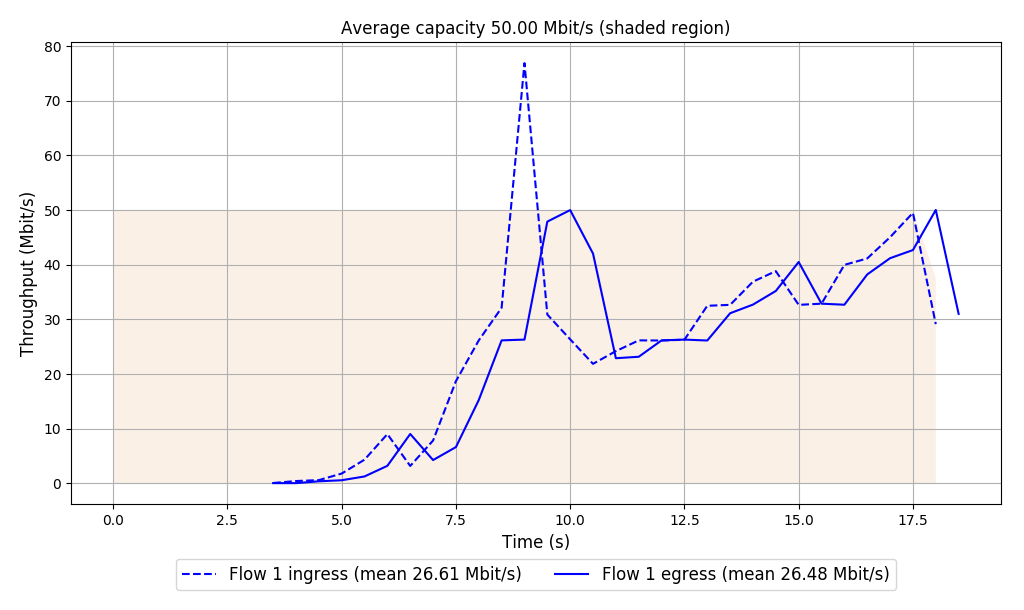 Average capacity 50.00 Mbit/s (shaded region)
80
70
60
50
40
30
20
10
0
Throughput (Mbit/s)
0.0 2.5 5.0 7.5 10.0 12.5 15.0 17.5
Time (s)
Flow 1 ingress (mean 26.61 Mbit/s) Flow 1 egress (mean 26.48 Mbit/s)